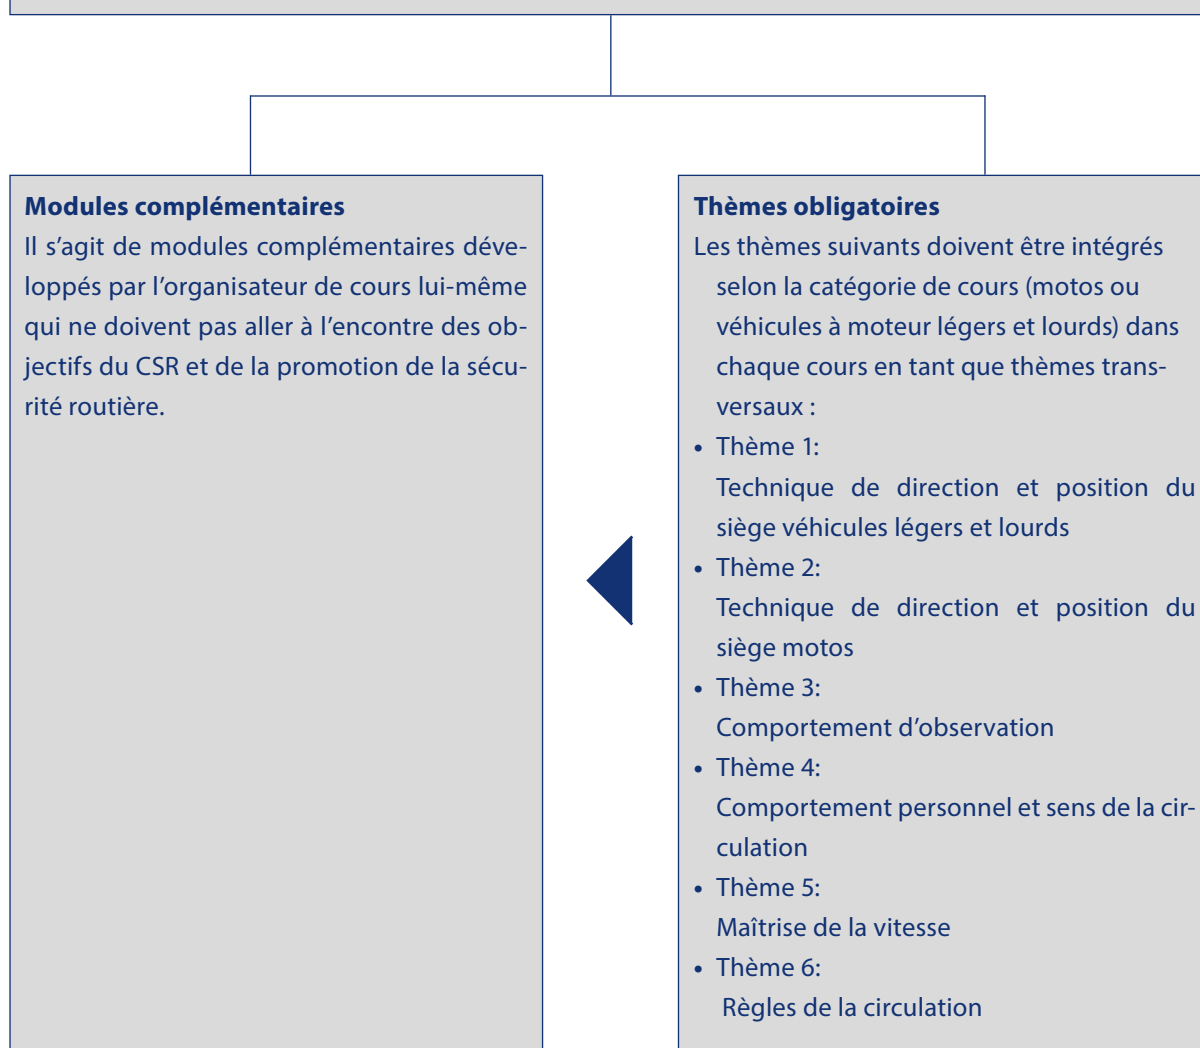 Modules complémentaires
Il s'agit de modules complémentaires déve-
loppés par l'organisateur de cours lui-même
qui ne doivent pas aller à l'encontre des ob-
jectifs du CSR et de la promotion de la sécu-
rité routière.
Thèmes obligatoires
Les thèmes suivants doivent être intégrés
selon la catégorie de cours (motos ou
véhicules à moteur légers et lourds) dans
chaque cours en tant que thèmes trans-
versaux :
• Thème 1:
Technique de direction et position du
siège véhicules légers et lourds
• Thème 2:
Technique de direction et position du
siège motos
• Thème 3:
Comportement d'observation
• Thème 4:
Comportement personnel et sens de la cir-
culation
• Thème 5:
Maîtrise de la vitesse
• Thème 6:
Règles de la circulation